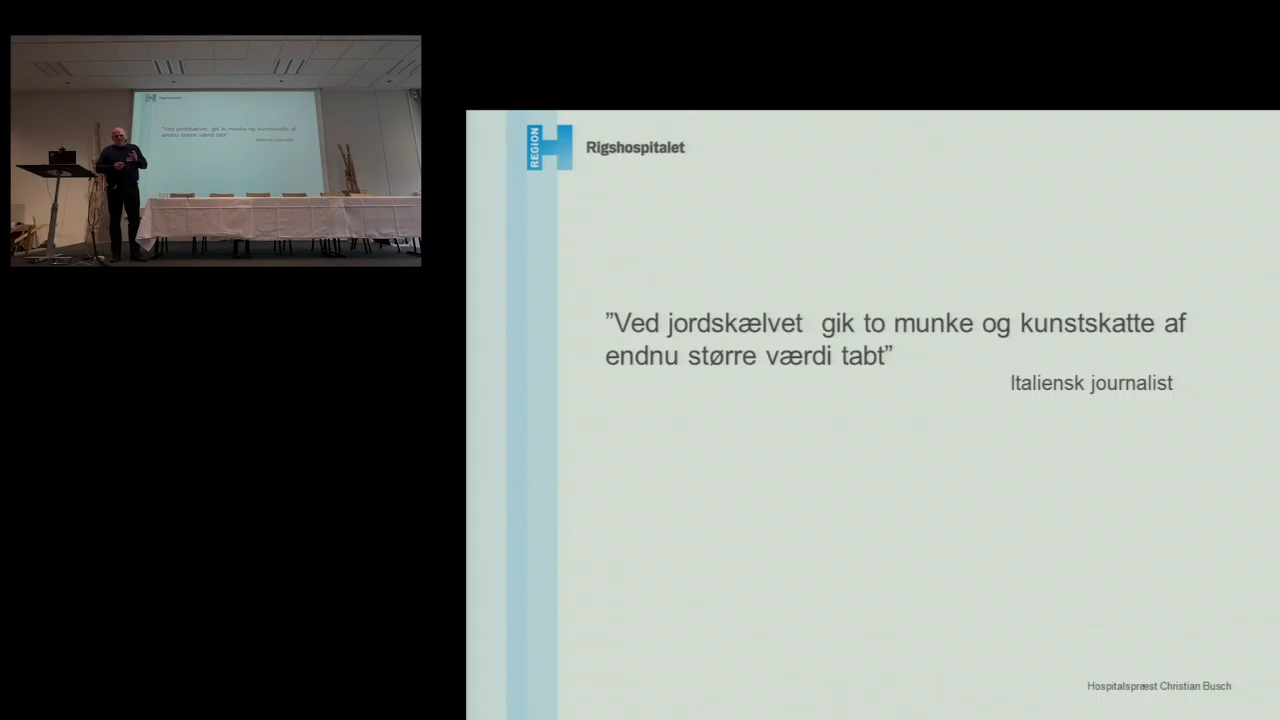 REGION
H
Rigshospitalet
”Ved jordskælvet gik to munke og kunstskatte af
endnu større værdi tabt”
Italiensk journalist
Hospitalspræst Christian Busch